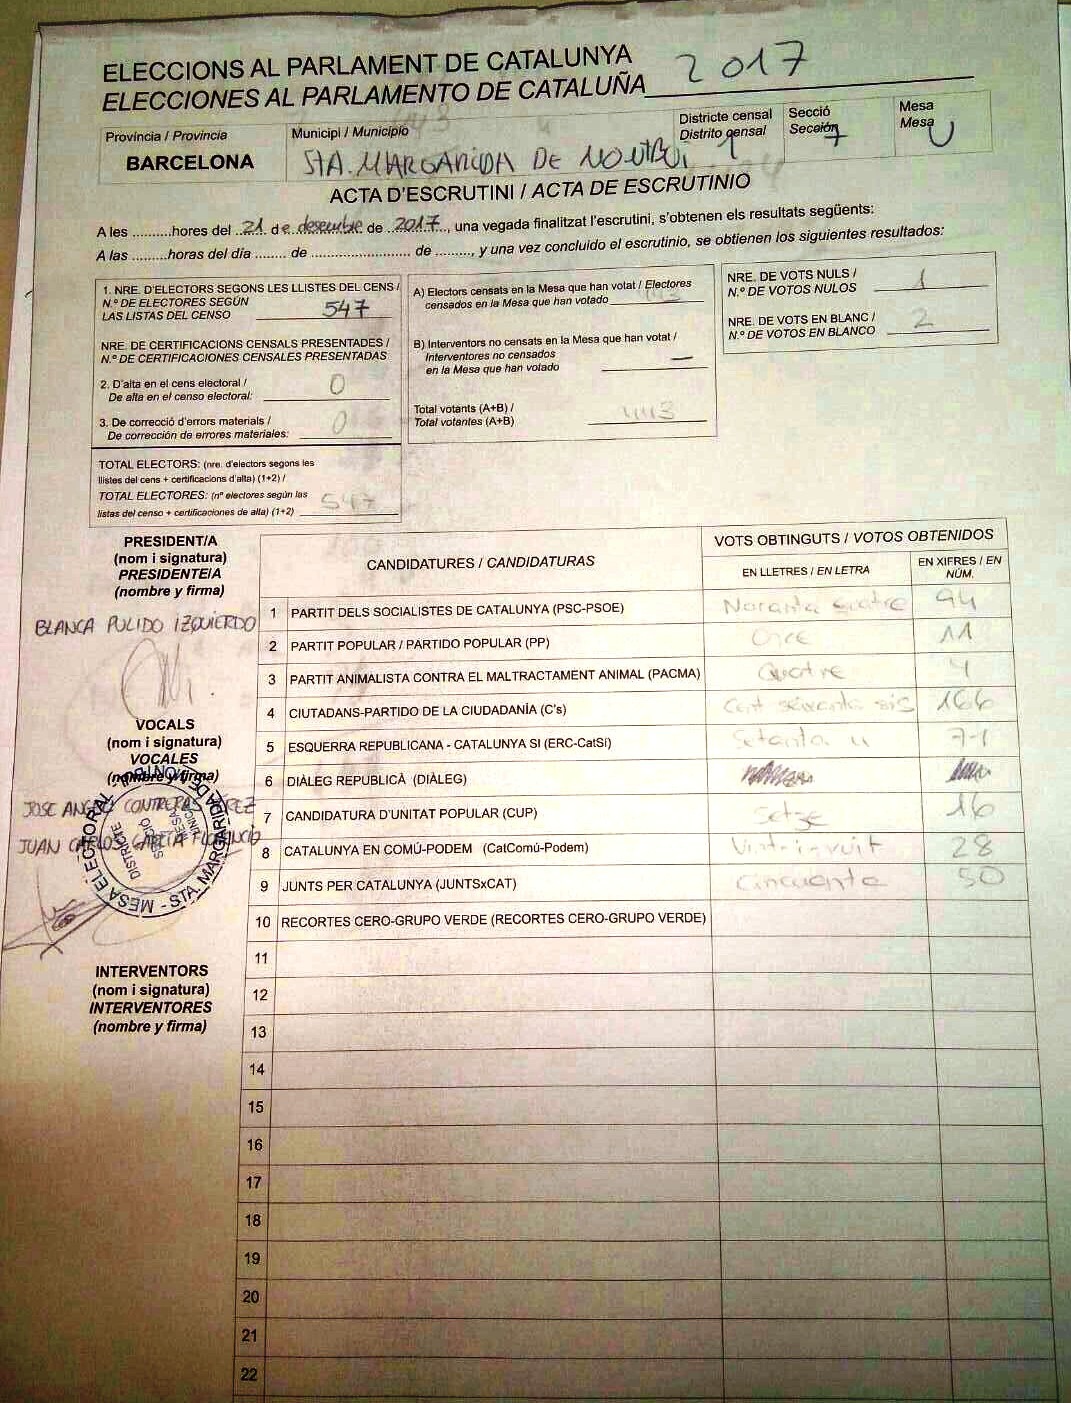 ELECCIONS AL PARLAMENT DE CATALUNYA 2017
ELECCIONES AL PARLAMENTO DE CATALUÑA
Província / Provincia
BARCELONA
Municipi / Municipio
STA. MARGARIDA DE MONTBUI
Districte censal
Distrito censal
1
Secció
Sección
7
Mesa
Mesa
U
ACTA D'ESCRUTINI / ACTA DE ESCRUTINIO
A les .........hores del .21. de desembre de .2017., una vegada finalitzat l'escrutini, s'obtenen els resultats següents:
A las .........horas del día ........ de ......................... de ........., y una vez concluido el escrutinio, se obtienen los siguientes resultados:
1. NRE. D'ELECTORS SEGONS LES LLISTES DEL CENS /
N.º DE ELECTORES SEGÚN
LAS LISTAS DEL CENSO 547
NRE. DE CERTIFICACIONS CENSALS PRESENTADES /
N.º DE CERTIFICACIONES CENSALES PRESENTADAS
2. D'alta en el cens electoral /
De alta en el censo electoral: 0
3. De correcció d'errors materials /
De corrección de errores materiales: 0
TOTAL ELECTORS: (nre. d'electors segons les
llistes del cens + certificacions d'alta) (1+2) /
TOTAL ELECTORES: (nº electores según las
listas del censo + certificaciones de alta) (1+2) 547
A) Electors censats en la Mesa que han votat / Electores
censados en la Mesa que han votado 443
B) Interventors no censats en la Mesa que han votat /
Interventores no censados
en la Mesa que han votado —
Total votants (A+B) /
Total votantes (A+B) 443
NRE. DE VOTS NULS /
N.º DE VOTOS NULOS 1
NRE. DE VOTS EN BLANC /
N.º DE VOTOS EN BLANCO 2
PRESIDENT/A
(nom i signatura)
PRESIDENTE/A
(nombre y firma)
BLANCA PULIDO IZQUIERDO
VOCALS
(nom i signatura)
VOCALES
(nombre y firma)
JOSE ANGEL CONTRERAS
JUAN CARLOS
MESA ELECTORAL - STA. MARGARIDA DE MONTBUI
DISTRICTE
SECCIÓ
MESA
ÚNICA
INTERVENTORS
(nom i signatura)
INTERVENTORES
(nombre y firma)
CANDIDATURES / CANDIDATURAS
VOTS OBTINGUTS / VOTOS OBTENIDOS
EN LLETRES / EN LETRA
EN XIFRES / EN NÚM.
1 PARTIT DELS SOCIALISTES DE CATALUNYA (PSC-PSOE) Noranta quatre 94
2 PARTIT POPULAR / PARTIDO POPULAR (PP) Onze 11
3 PARTIT ANIMALISTA CONTRA EL MALTRACTAMENT ANIMAL (PACMA) Quatre 4
4 CIUTADANS-PARTIDO DE LA CIUDADANÍA (C's) Cent seixanta sis 166
5 ESQUERRA REPUBLICANA - CATALUNYA SI (ERC-CatSí) Setanta u 71
6 DIÀLEG REPUBLICÀ (DIÀLEG)
7 CANDIDATURA D'UNITAT POPULAR (CUP) Setze 16
8 CATALUNYA EN COMÚ-PODEM (CatComú-Podem) Vint-i-vuit 28
9 JUNTS PER CATALUNYA (JUNTSxCAT) Cincuanta 50
10 RECORTES CERO-GRUPO VERDE (RECORTES CERO-GRUPO VERDE)
11
12
13
14
15
16
17
18
19
20
21
22